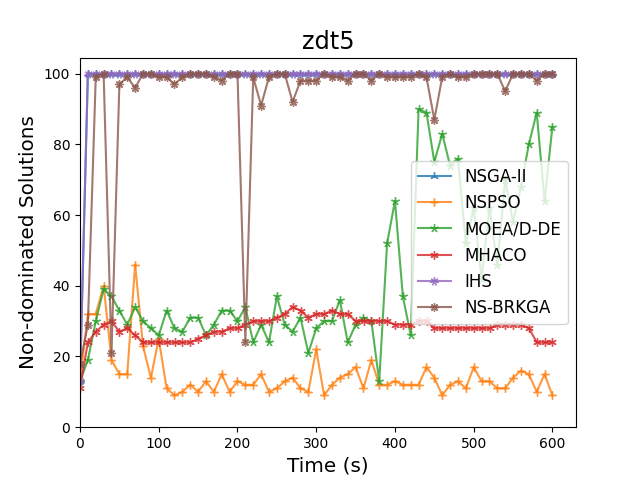 zdt5
Non-dominated Solutions
100
80
60
40
20
0
NSGA-II
NSPSO
MOEA/D-DE
MHACO
IHS
NS-BRKGA
0 100 200 300 400 500 600
Time (s)